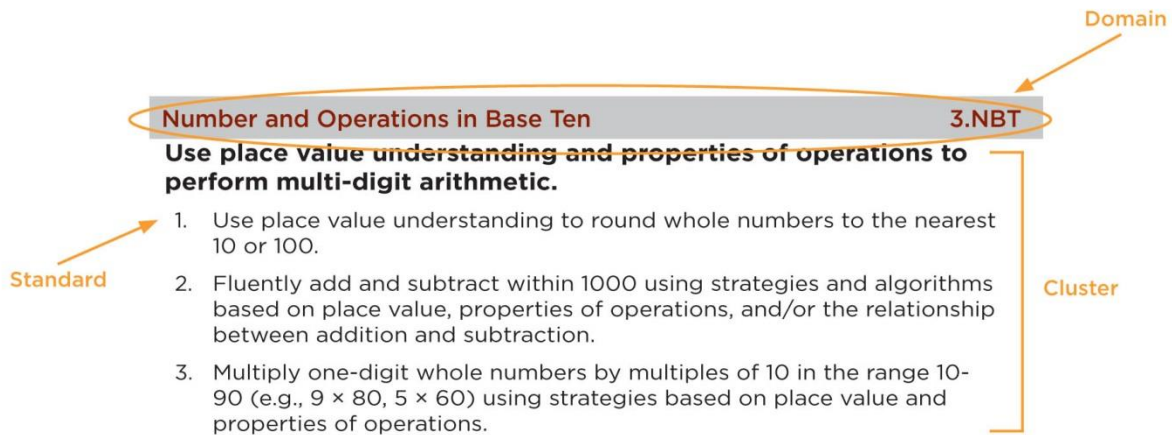 Domain
Number and Operations in Base Ten 3.NBT
Use place value understanding and properties of operations to
perform multi-digit arithmetic.
1. Use place value understanding to round whole numbers to the nearest
10 or 100.
Standard
2. Fluently add and subtract within 1000 using strategies and algorithms
based on place value, properties of operations, and/or the relationship
between addition and subtraction.
Cluster
3. Multiply one-digit whole numbers by multiples of 10 in the range 10-
90 (e.g., 9 × 80, 5 × 60) using strategies based on place value and
properties of operations.